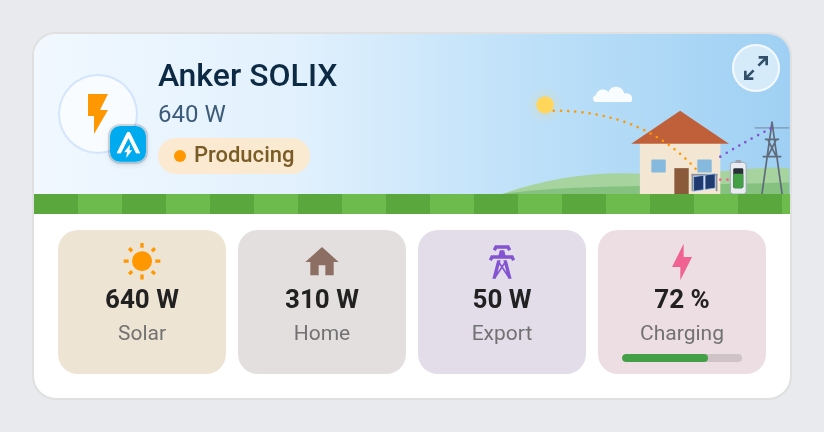 Anker SOLIX
640 W
Producing
640 W
Solar
310 W
Home
50 W
Export
72 %
Charging